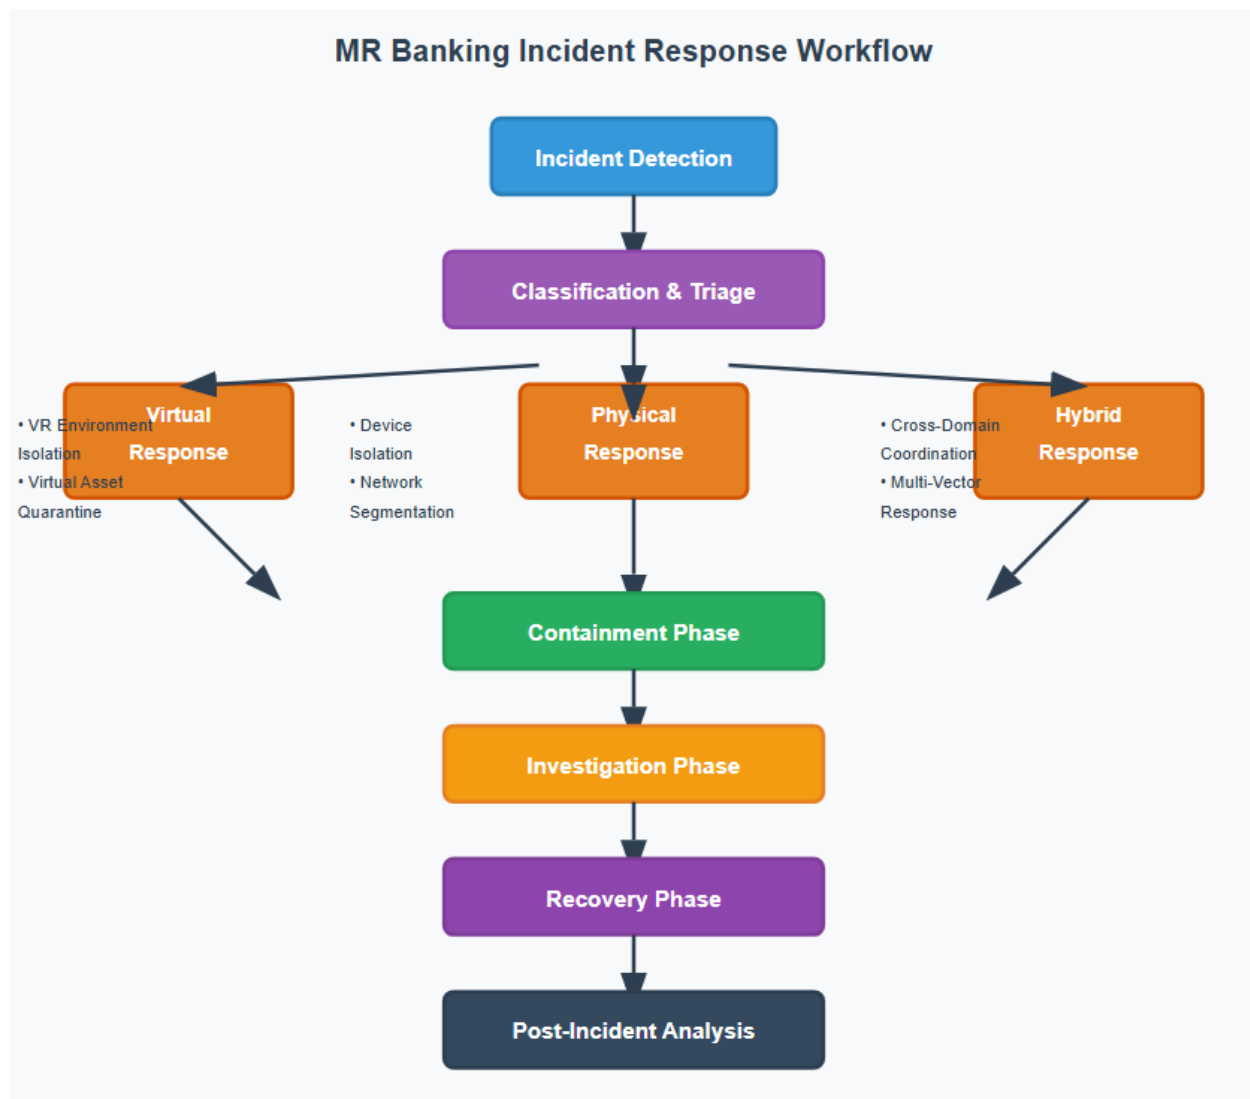 MR Banking Incident Response Workflow
Incident Detection
Classification & Triage
Virtual
Response
• VR Environment
Isolation
• Virtual Asset
Quarantine
Physical
Response
• Device
Isolation
• Network
Segmentation
Hybrid
Response
• Cross-Domain
Coordination
• Multi-Vector
Response
Containment Phase
Investigation Phase
Recovery Phase
Post-Incident Analysis